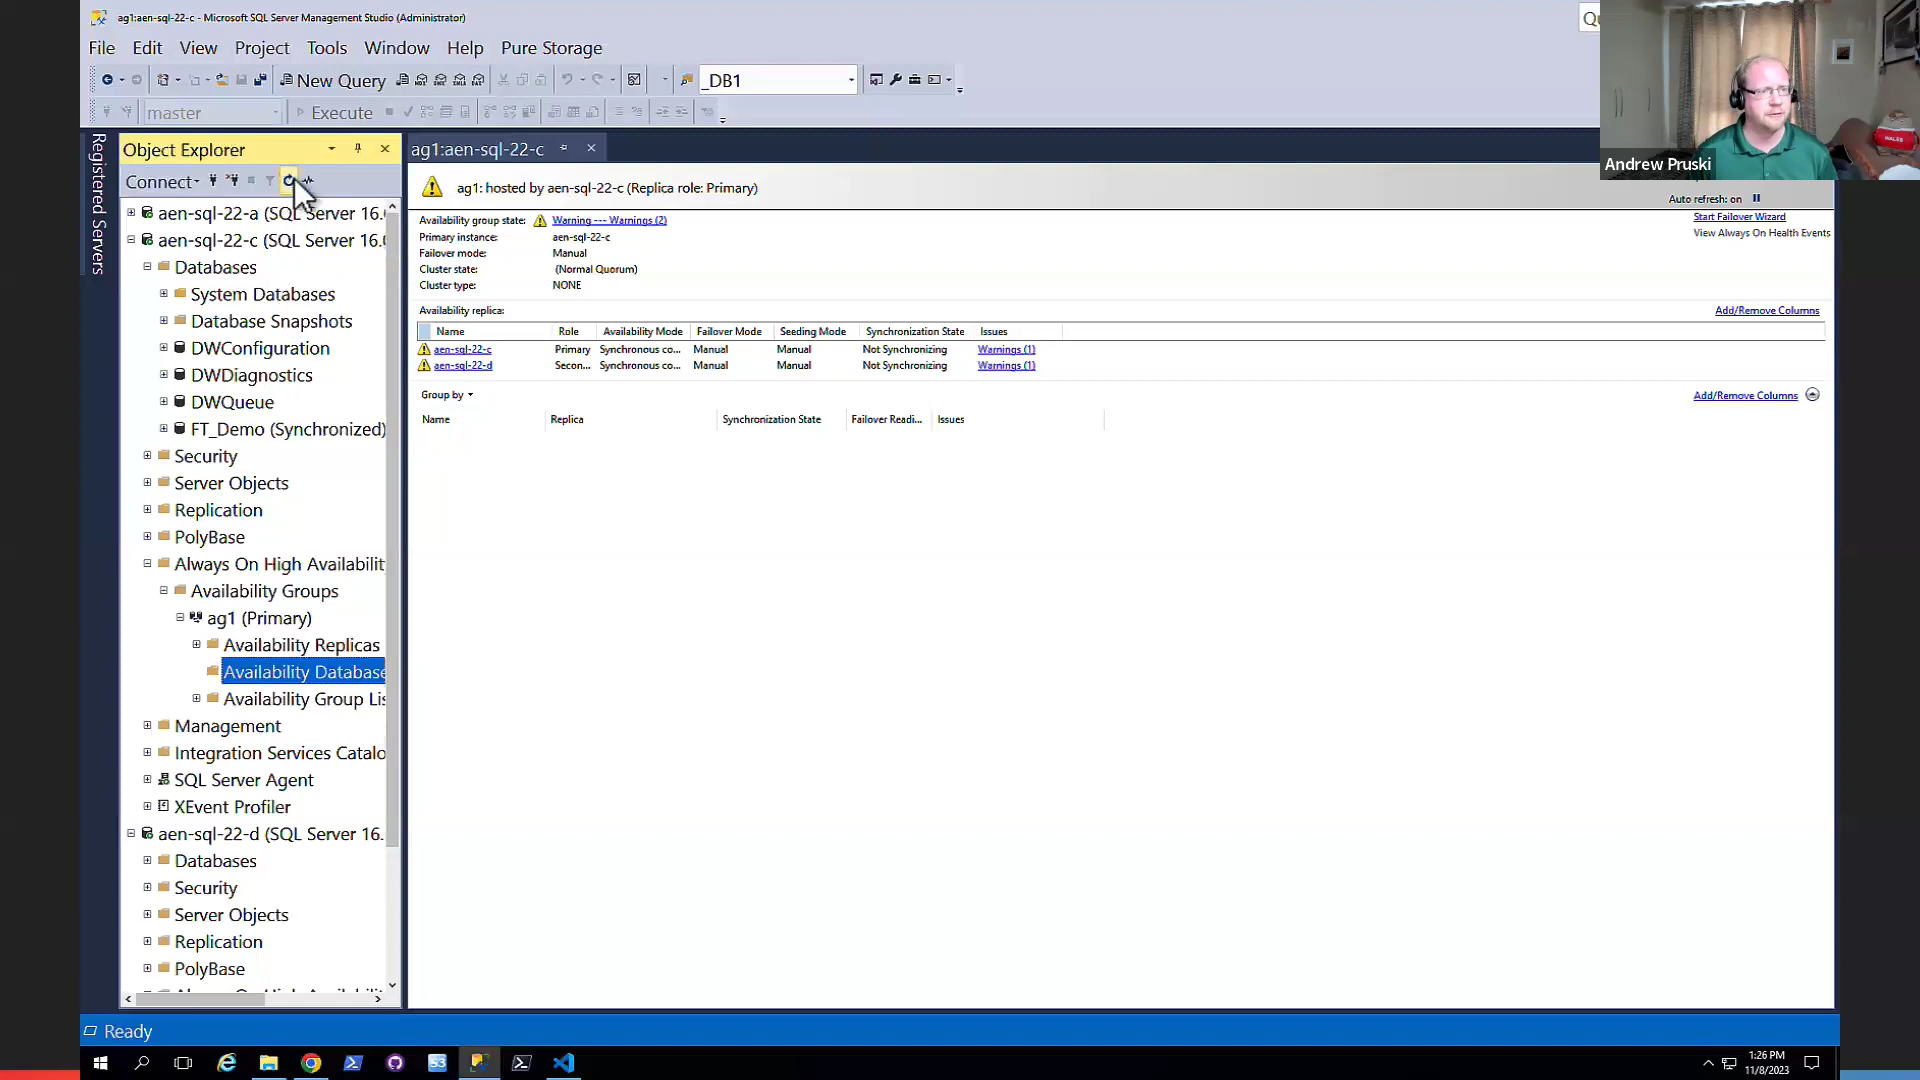 ag1:aen-sql-22-c - Microsoft SQL Server Management Studio (Administrator)
File Edit View Project Tools Window Help Pure Storage
New Query
_DB1
master
Execute
Registered Servers
Object Explorer
ag1:aen-sql-22-c
Connect
aen-sql-22-a (SQL Server 16.
aen-sql-22-c (SQL Server 16.
Databases
System Databases
Database Snapshots
DWConfiguration
DWDiagnostics
DWQueue
FT_Demo (Synchronized)
Security
Server Objects
Replication
PolyBase
Always On High Availabilit
Availability Groups
ag1 (Primary)
Availability Replicas
Availability Database
Availability Group Lis
Management
Integration Services Catalo
SQL Server Agent
XEvent Profiler
aen-sql-22-d (SQL Server 16.
Databases
Security
Server Objects
Replication
PolyBase
ag1: hosted by aen-sql-22-c (Replica role: Primary)
Auto refresh: on
Start Failover Wizard
View Always On Health Events
Availability group state: Warning --- Warnings (2)
Primary instance: aen-sql-22-c
Failover mode: Manual
Cluster state: (Normal Quorum)
Cluster type: NONE
Availability replica: Add/Remove Columns
Name Role Availability Mode Failover Mode Seeding Mode Synchronization State Issues
aen-sql-22-c Primary Synchronous co... Manual Manual Not Synchronizing Warnings (1)
aen-sql-22-d Secon... Synchronous co... Manual Manual Not Synchronizing Warnings (1)
Group by Add/Remove Columns
Name Replica Synchronization State Failover Readi... Issues
Andrew Pruski
WALES
Ready
1:26 PM
11/8/2023